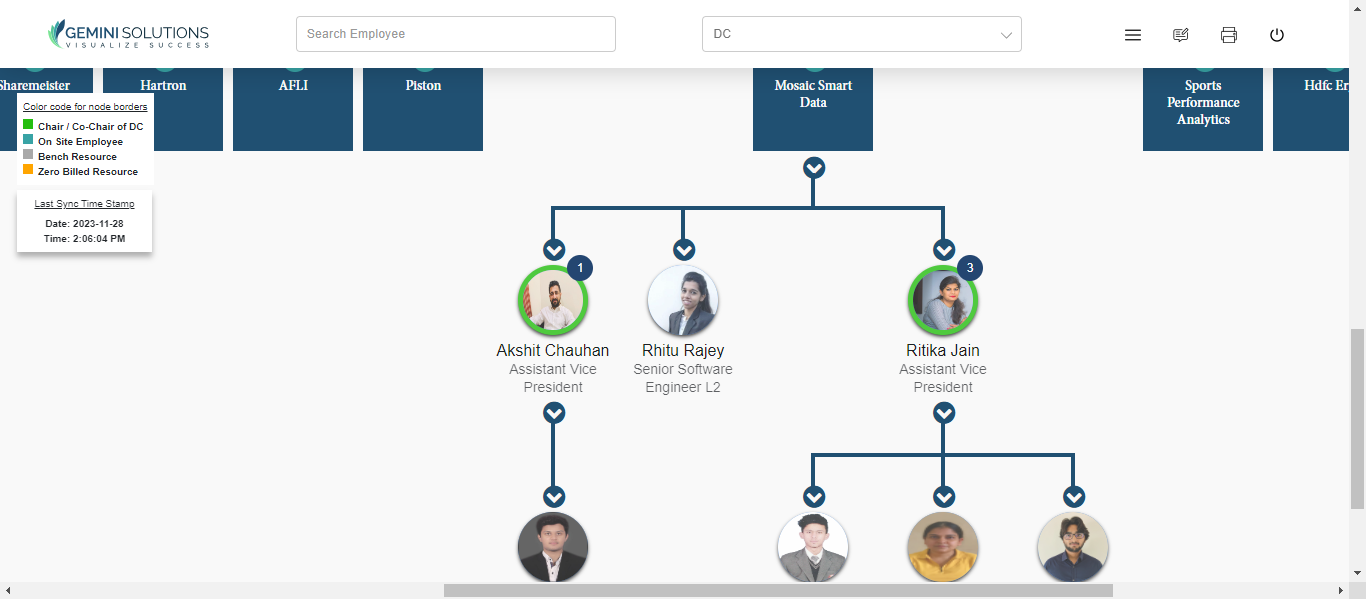 GEMINI SOLUTIONS
VISUALIZE SUCCESS
Search Employee
DC
Sharemeister
Hartron
AFLI
Piston
Mosaic Smart
Data
Sports
Performance
Analytics
Hdfc Er
Color code for node borders
Chair / Co-Chair of DC
On Site Employee
Bench Resource
Zero Billed Resource
Last Sync Time Stamp
Date: 2023-11-28
Time: 2:06:04 PM
1
3
Akshit Chauhan
Assistant Vice
President
Rhitu Rajey
Senior Software
Engineer L2
Ritika Jain
Assistant Vice
President